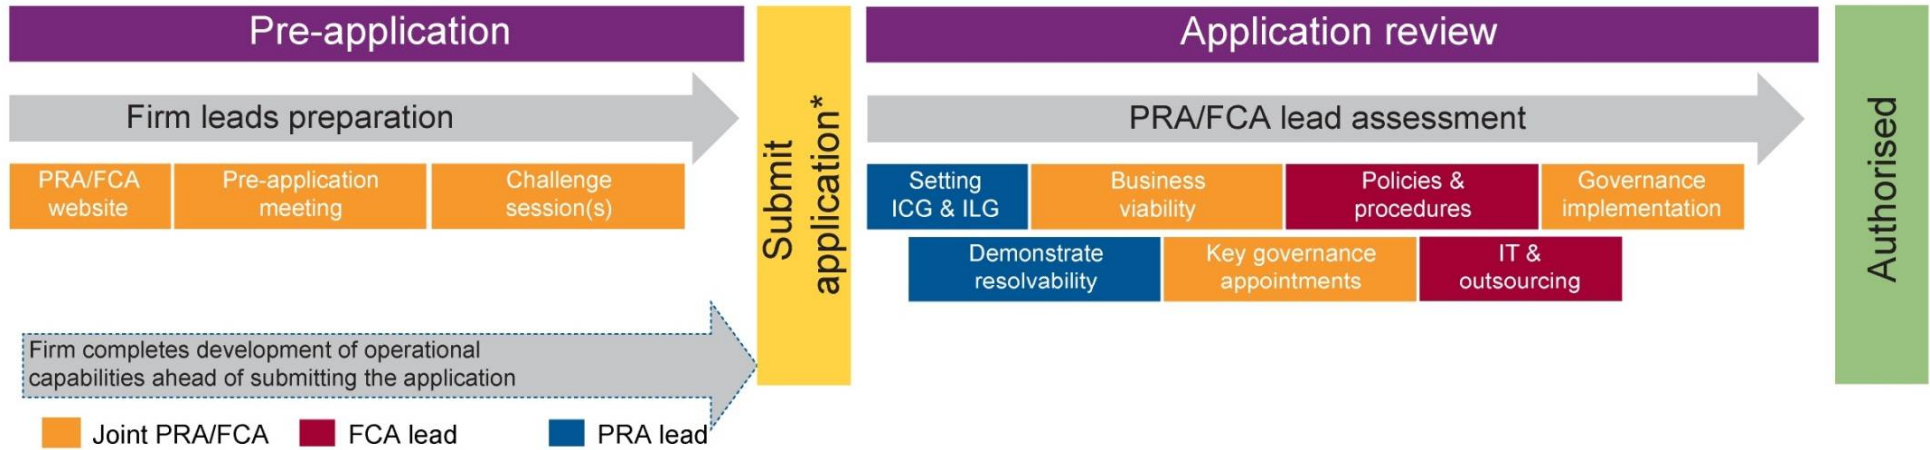 Pre-application
Firm leads preparation
PRA/FCA
website
Pre-application
meeting
Challenge
session(s)
Firm completes development of operational
capabilities ahead of submitting the application
Joint PRA/FCA
FCA lead
PRA lead
Submit
application*
Application review
PRA/FCA lead assessment
Setting
ICG & ILG
Business
viability
Policies &
procedures
Governance
implementation
Demonstrate
resolvability
Key governance
appointments
IT &
outsourcing
Authorised